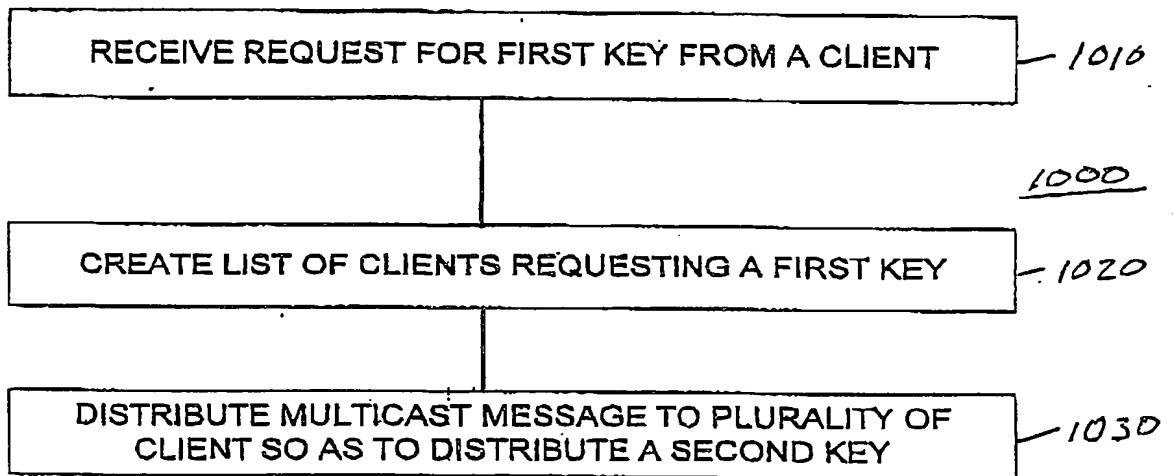 RECEIVE REQUEST FOR FIRST KEY FROM A CLIENT
1010
1000
CREATE LIST OF CLIENTS REQUESTING A FIRST KEY
1020
DISTRIBUTE MULTICAST MESSAGE TO PLURALITY OF
CLIENT SO AS TO DISTRIBUTE A SECOND KEY
1030